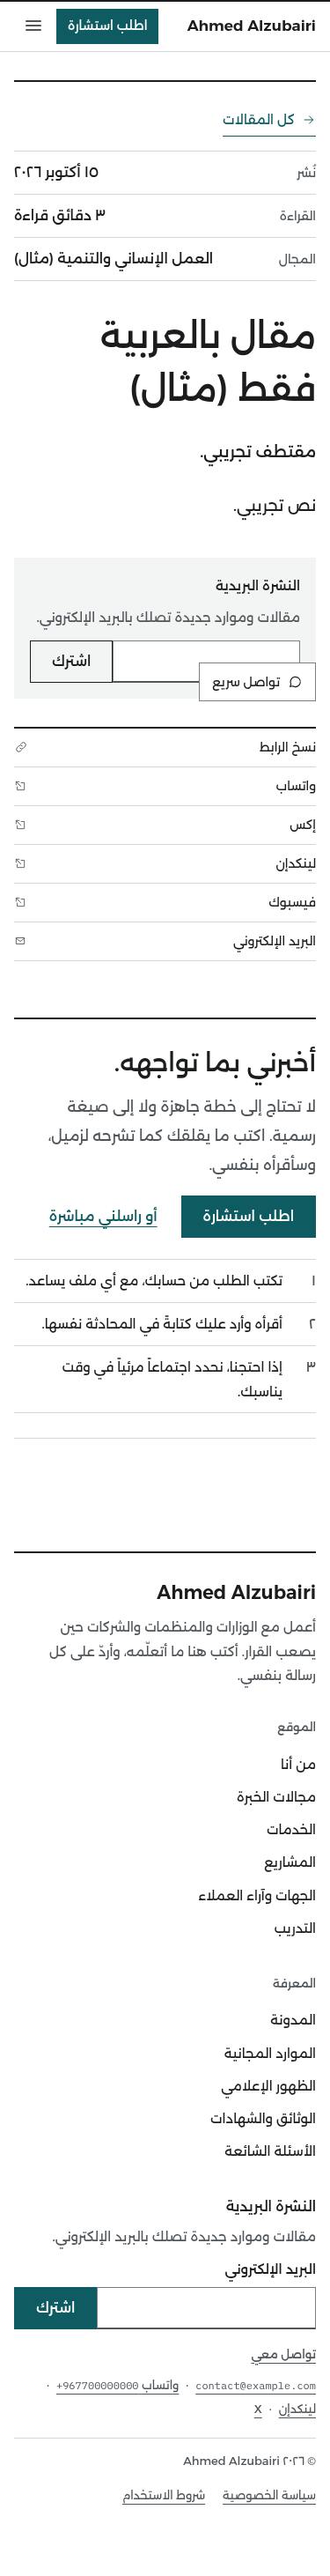 Ahmed Alzubairi
اطلب استشارة
كل المقالات
نُشر
١٥ أكتوبر ٢٠٢٦
القراءة
٣ دقائق قراءة
المجال
العمل الإنساني والتنمية (مثال)
مقال بالعربية
فقط (مثال)
مقتطف تجريبي.
نص تجريبي.
النشرة البريدية
مقالات وموارد جديدة تصلك بالبريد الإلكتروني.
اشترك
تواصل سريع
نسخ الرابط
واتساب
إكس
لينكدإن
فيسبوك
البريد الإلكتروني
أخبرني بما تواجهه.
لا تحتاج إلى خطة جاهزة ولا إلى صيغة
رسمية. اكتب ما يقلقك كما تشرحه لزميل،
وسأقرأه بنفسي.
اطلب استشارة
أو راسلني مباشرة
١ تكتب الطلب من حسابك، مع أي ملف يساعد.
٢ أقرأه وأرد عليك كتابةً في المحادثة نفسها.
٣ إذا احتجنا، نحدد اجتماعاً مرئياً في وقت
يناسبك.
Ahmed Alzubairi
أعمل مع الوزارات والمنظمات والشركات حين
يصعب القرار. أكتب هنا ما أتعلّمه، وأردّ على كل
رسالة بنفسي.
الموقع
من أنا
مجالات الخبرة
الخدمات
المشاريع
الجهات وآراء العملاء
التدريب
المعرفة
المدونة
الموارد المجانية
الظهور الإعلامي
الوثائق والشهادات
الأسئلة الشائعة
النشرة البريدية
مقالات وموارد جديدة تصلك بالبريد الإلكتروني.
البريد الإلكتروني
اشترك
تواصل معي
contact@example.com · واتساب +967700000000 ·
لينكدإن · X
© ٢٠٢٦ Ahmed Alzubairi
سياسة الخصوصية
شروط الاستخدام